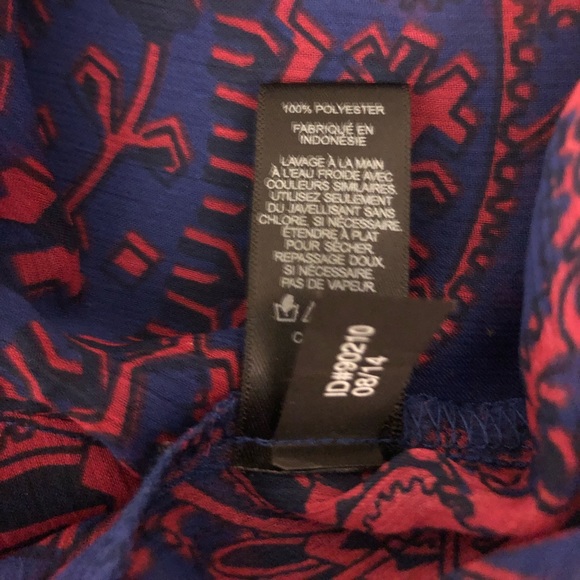 100% POLYESTER
FABRIQUÉ EN
INDONÉSIE
LAVAGE À LA MAIN
À L'EAU FROIDE AVEC
COULEURS SIMILAIRES.
UTILISEZ SEULEMENT
DU JAVELLISANT SANS
CHLORE, SI NÉCESSAIRE.
ÉTENDRE À PLAT
POUR SÉCHER.
REPASSAGE DOUX,
SI NÉCESSAIRE.
PAS DE VAPEUR.
ID#90210
08/14